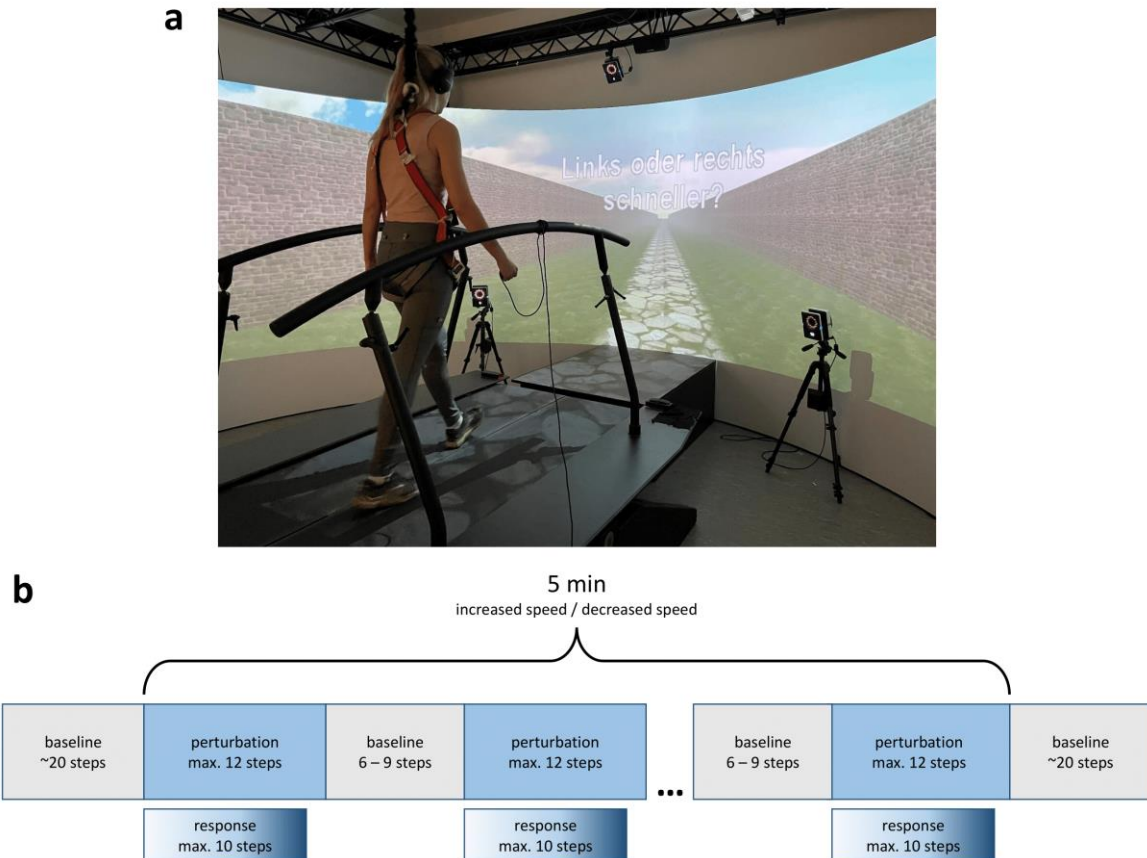 a
Links oder rechts
schneller?
b
5 min
increased speed / decreased speed
baseline
~20 steps
perturbation
max. 12 steps
baseline
6 – 9 steps
perturbation
max. 12 steps
...
baseline
6 – 9 steps
perturbation
max. 12 steps
baseline
~20 steps
response
max. 10 steps
response
max. 10 steps
response
max. 10 steps